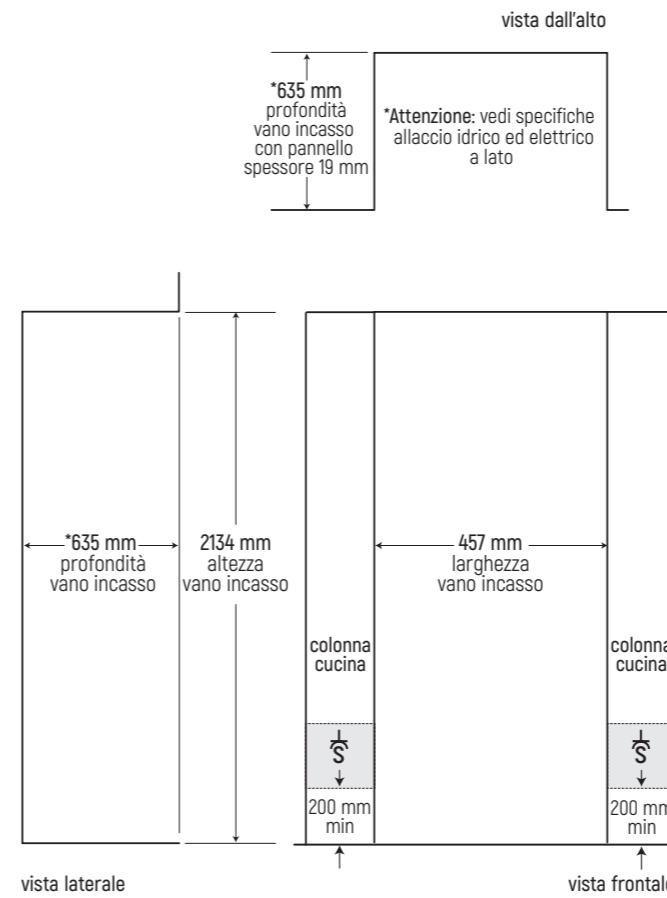 vista dall'alto
*635 mm
profondità
vano incasso
con pannello
spessore 19 mm
*Attenzione: vedi specifiche
allaccio idrico ed elettrico
a lato
*635 mm
profondità
vano incasso
2134 mm
altezza
vano incasso
457 mm
larghezza
vano incasso
colonna
cucina
colonna
cucina
S
S
200 mm
min
200 mm
min
vista laterale
vista frontale